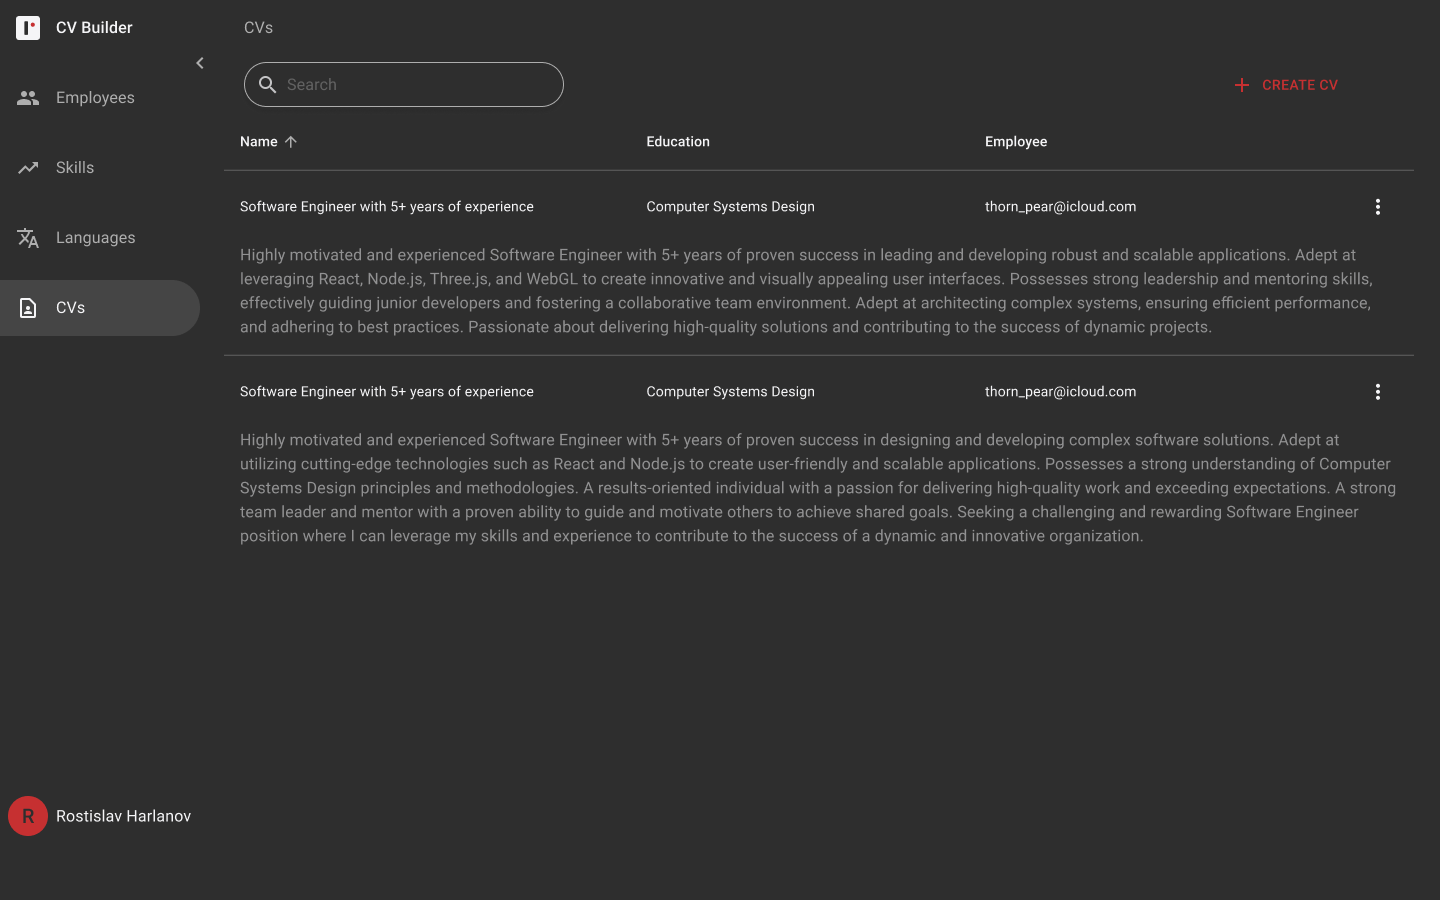 CV Builder
CVs
Search
CREATE CV
Employees
Skills
Languages
CVs
Name
Education
Employee
Software Engineer with 5+ years of experience
Computer Systems Design
thorn_pear@icloud.com
Highly motivated and experienced Software Engineer with 5+ years of proven success in leading and developing robust and scalable applications. Adept at
leveraging React, Node.js, Three.js, and WebGL to create innovative and visually appealing user interfaces. Possesses strong leadership and mentoring skills,
effectively guiding junior developers and fostering a collaborative team environment. Adept at architecting complex systems, ensuring efficient performance,
and adhering to best practices. Passionate about delivering high-quality solutions and contributing to the success of dynamic projects.
Software Engineer with 5+ years of experience
Computer Systems Design
thorn_pear@icloud.com
Highly motivated and experienced Software Engineer with 5+ years of proven success in designing and developing complex software solutions. Adept at
utilizing cutting-edge technologies such as React and Node.js to create user-friendly and scalable applications. Possesses a strong understanding of Computer
Systems Design principles and methodologies. A results-oriented individual with a passion for delivering high-quality work and exceeding expectations. A strong
team leader and mentor with a proven ability to guide and motivate others to achieve shared goals. Seeking a challenging and rewarding Software Engineer
position where I can leverage my skills and experience to contribute to the success of a dynamic and innovative organization.
R
Rostislav Harlanov